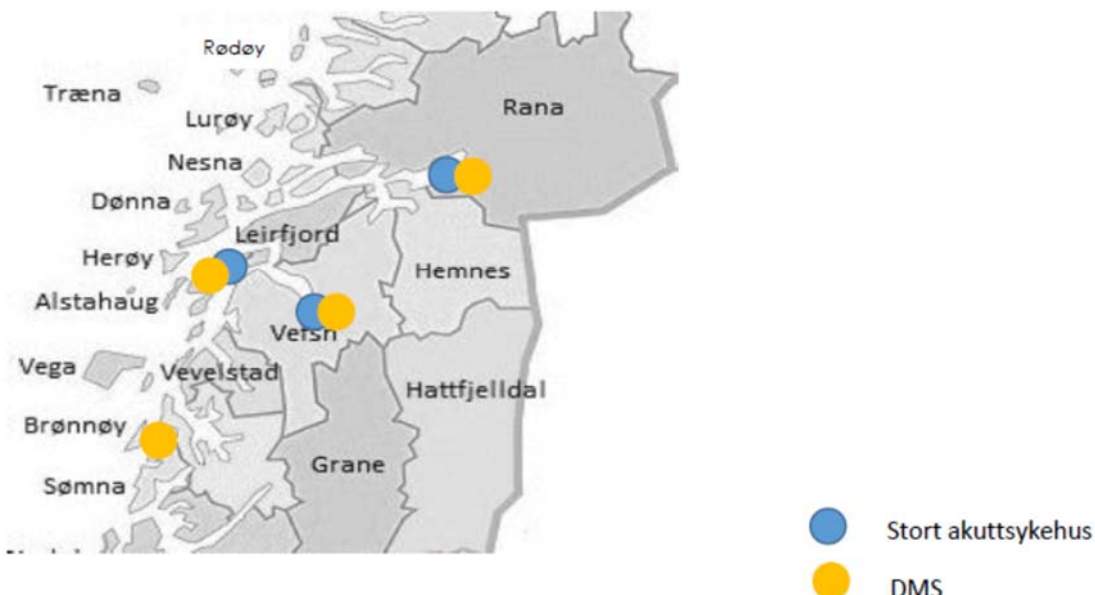 Rødøy
Træna
Rana
Lurøy
Nesna
Dønna
Leirfjord
Herøy
Hemnes
Alstahaug
Vefsn
Vega
Vevelstad
Hattfjelldal
Brønnøy
Grane
Sømna
Stort akuttsykehus
DMS